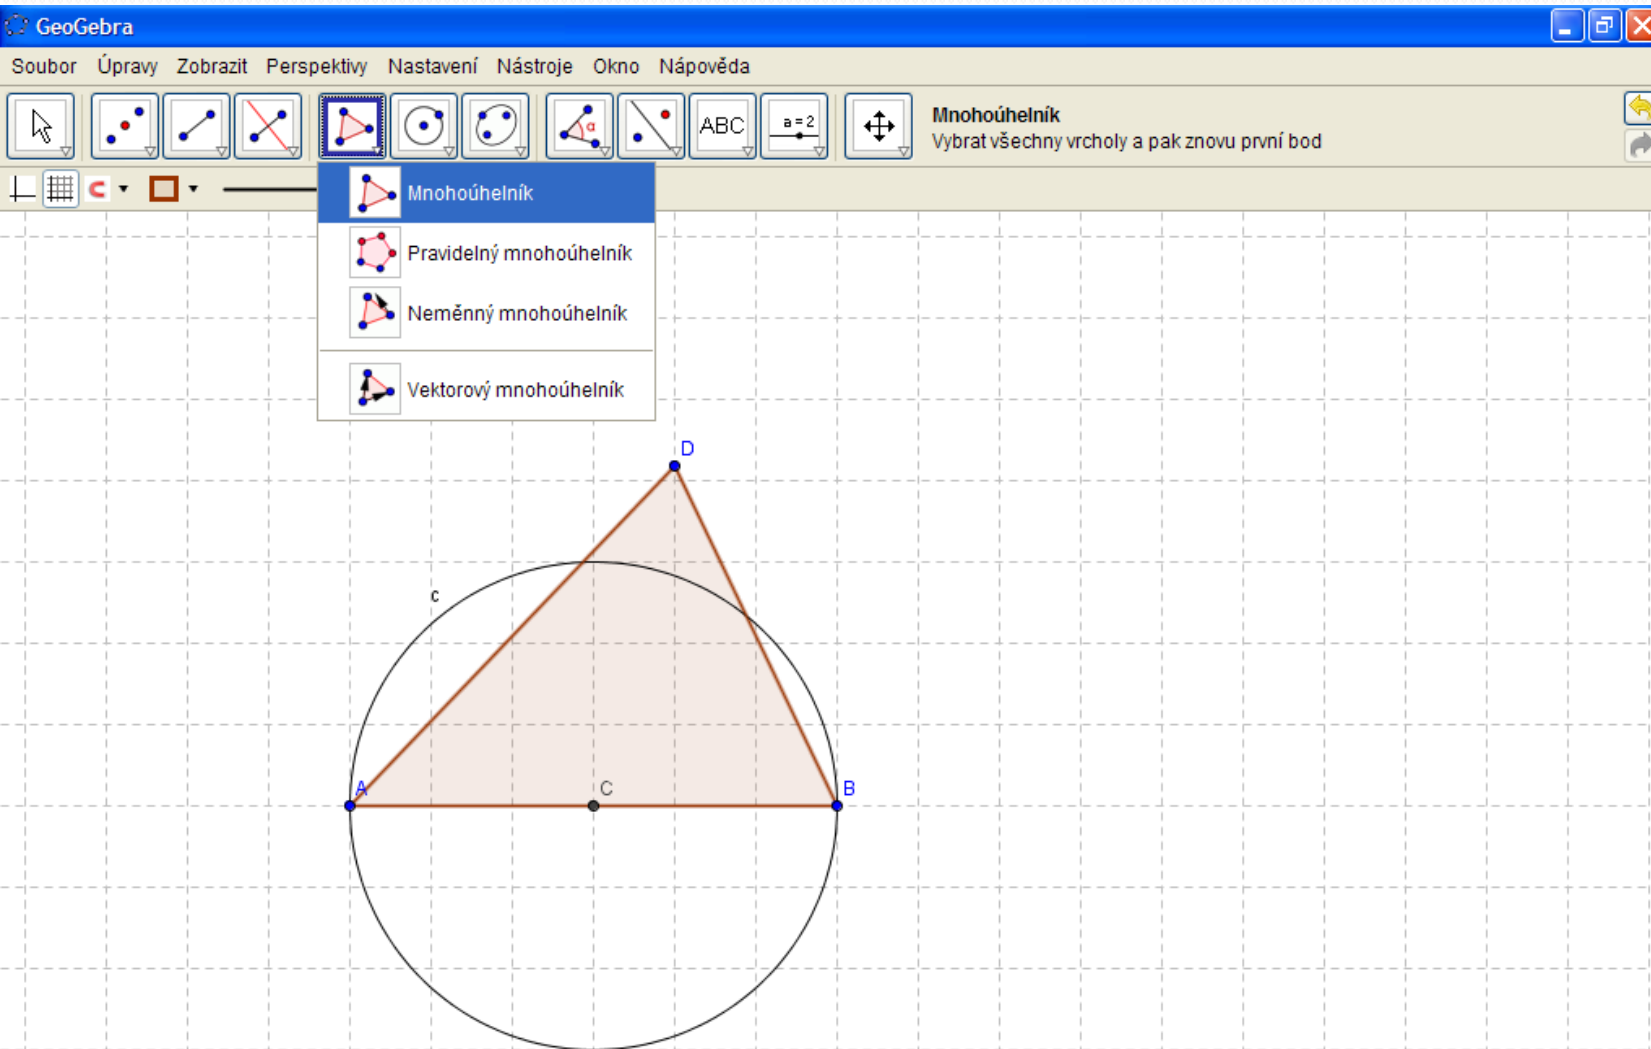 GeoGebra
Soubor Úpravy Zobrazit Perspektivy Nastavení Nástroje Okno Nápověda
α
ABC
a=2
Mnohoúhelník
Vybrat všechny vrcholy a pak znovu první bod
Mnohoúhelník
Pravidelný mnohoúhelník
Neměnný mnohoúhelník
Vektorový mnohoúhelník
D
c
A
C
B